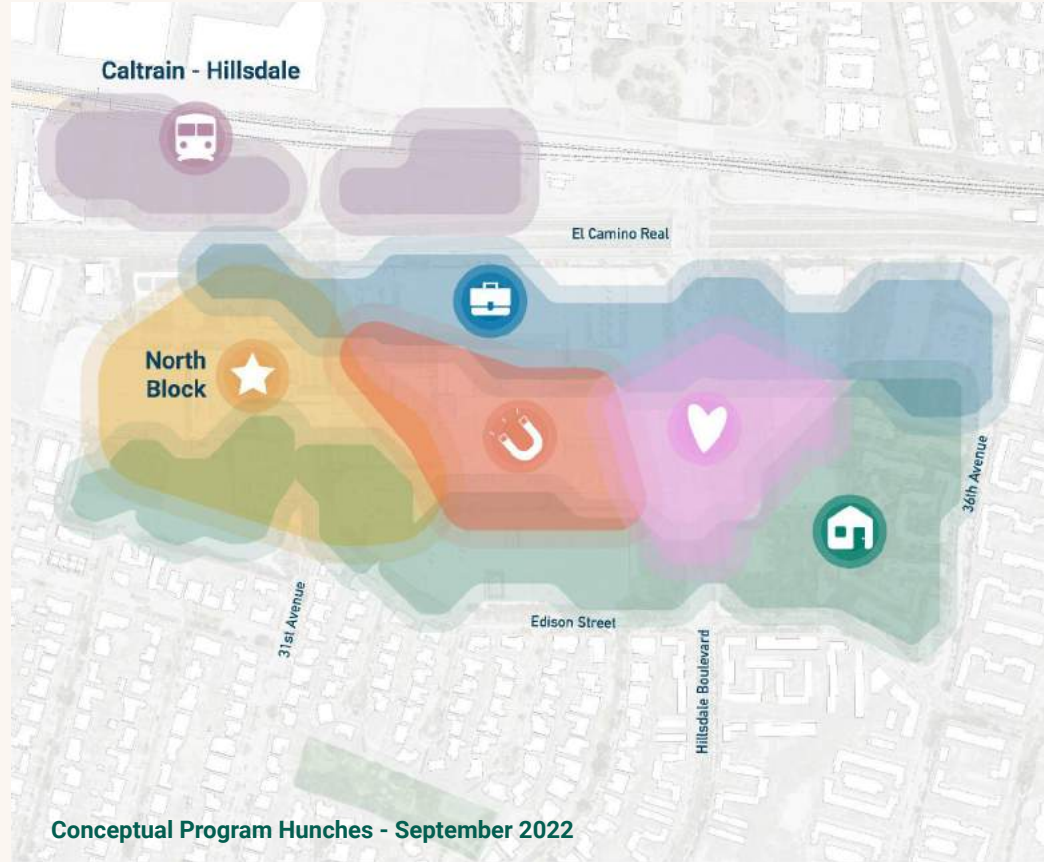 Caltrain - Hillsdale
El Camino Real
North
Block
36th Avenue
31st Avenue
Edison Street
Hillsdale Boulevard
Conceptual Program Hunches - September 2022